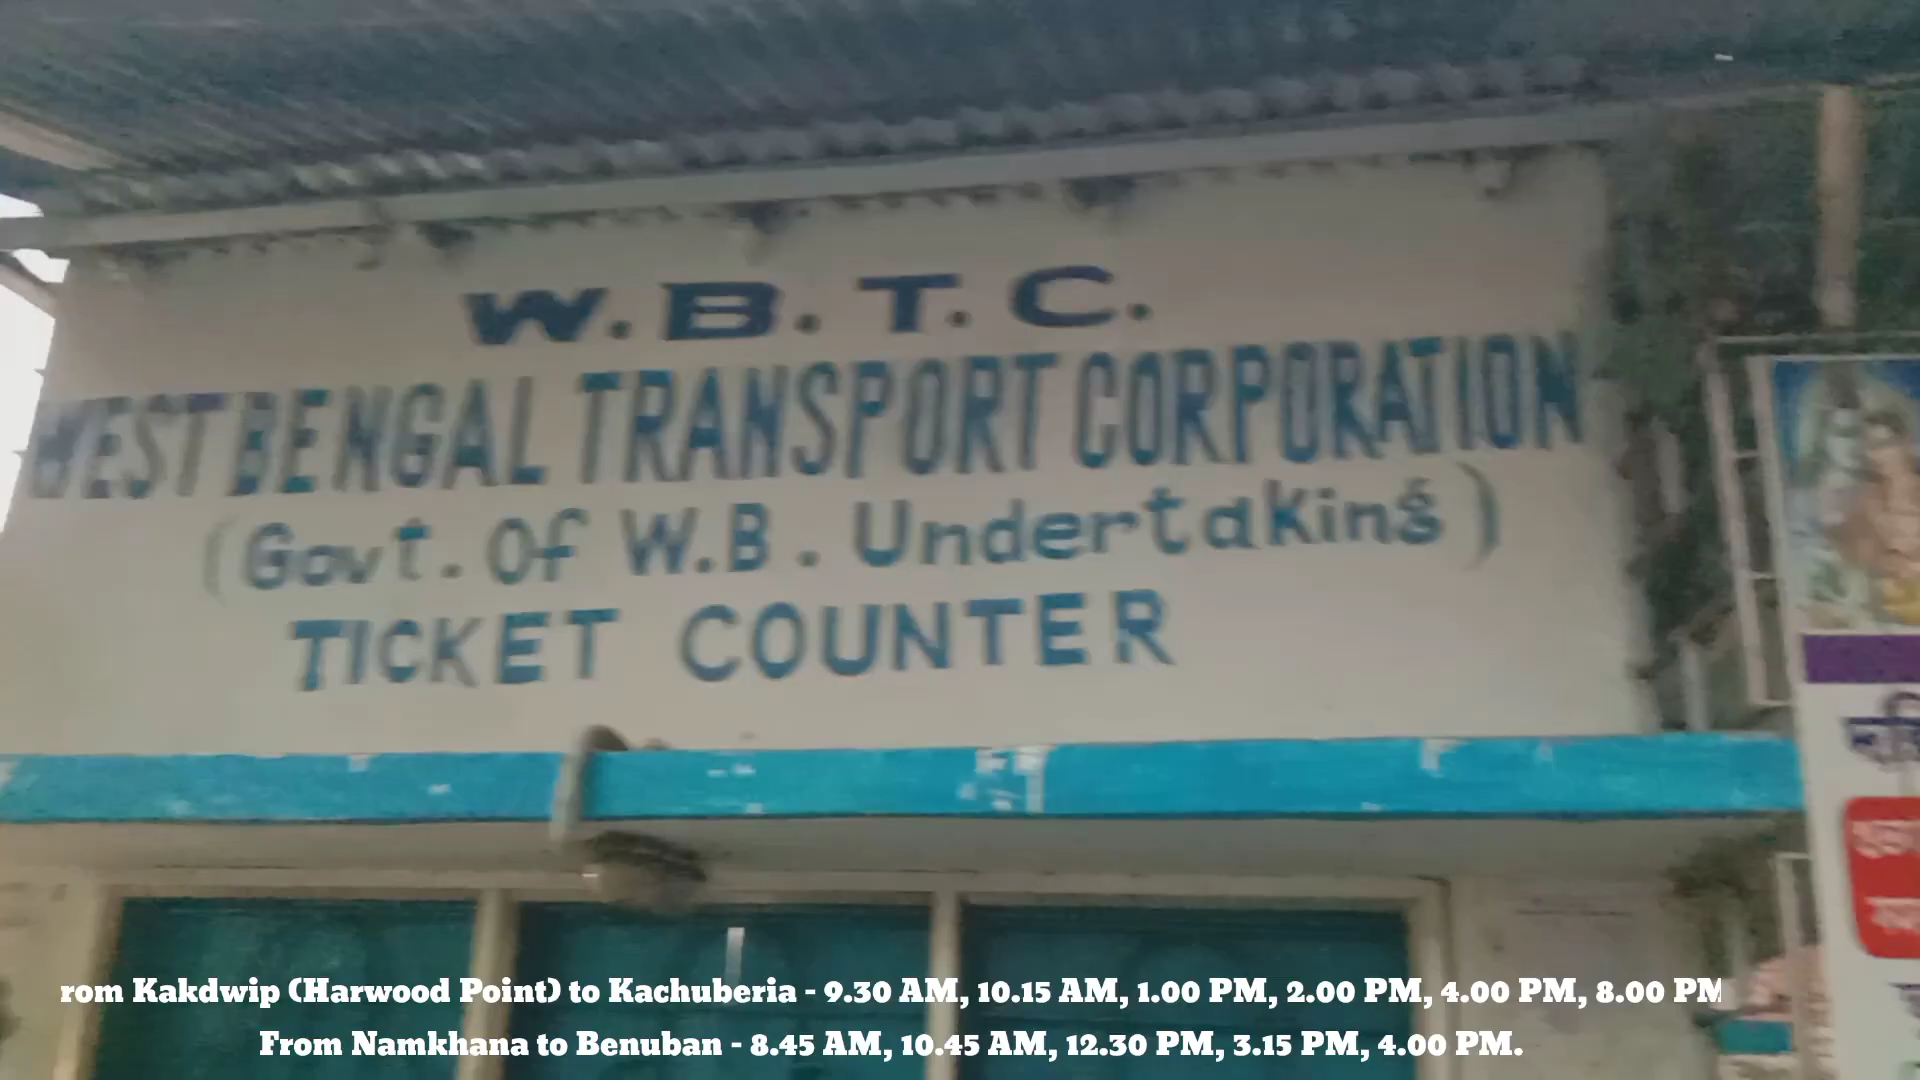 W.B.T.C.
WEST BENGAL TRANSPORT CORPORATION
(Govt. Of W.B. Undertaking)
TICKET COUNTER
rom Kakdwip (Harwood Point) to Kachuberia - 9.30 AM, 10.15 AM, 1.00 PM, 2.00 PM, 4.00 PM, 8.00 PM
From Namkhana to Benuban - 8.45 AM, 10.45 AM, 12.30 PM, 3.15 PM, 4.00 PM.